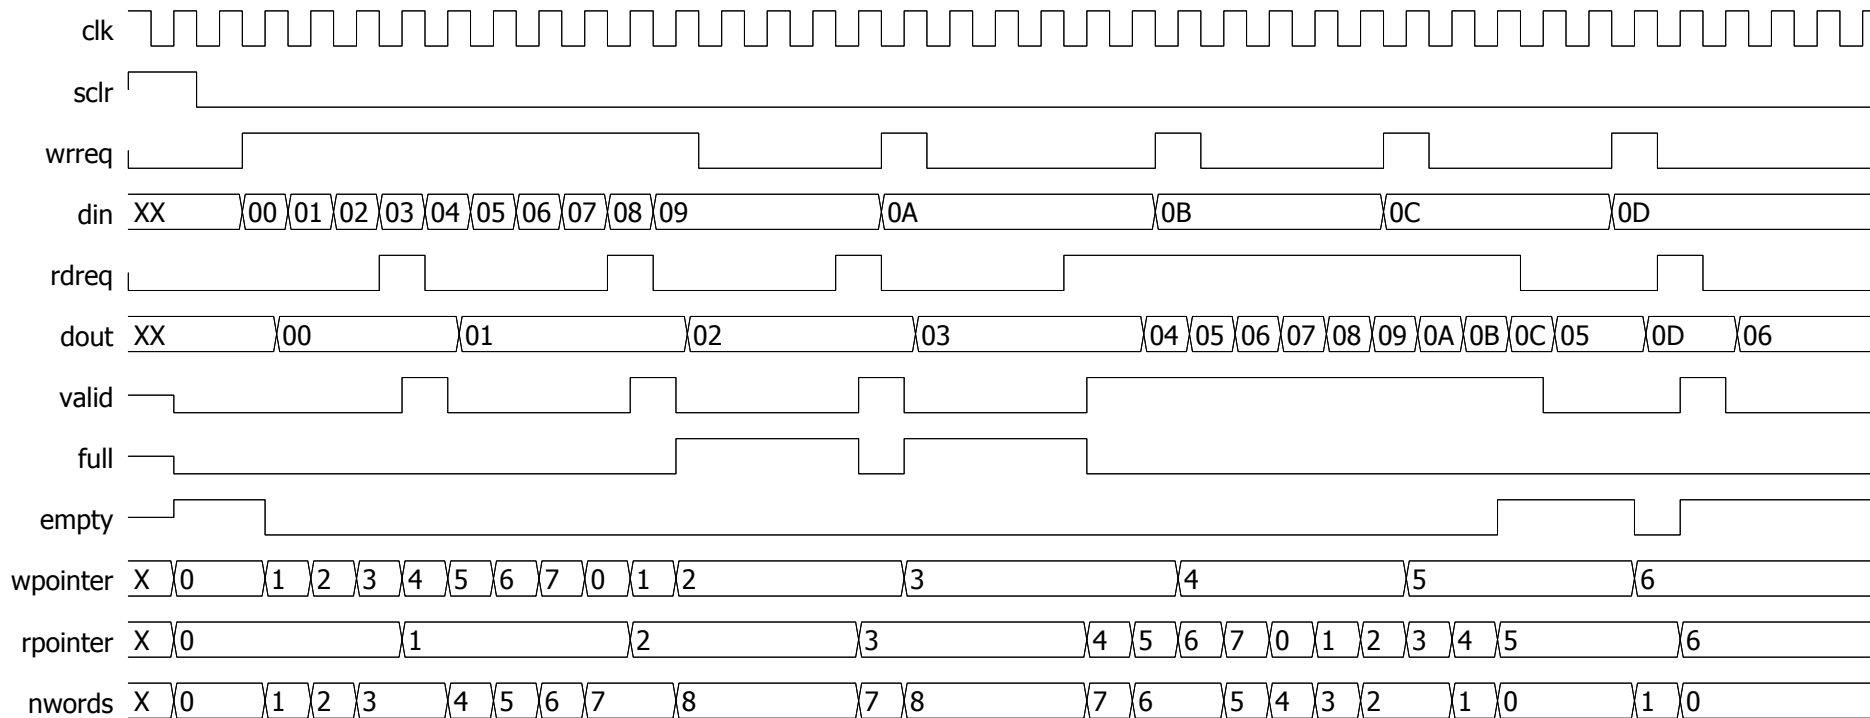 clk
sclr
wrreq
din XX 00 01 02 03 04 05 06 07 08 09 0A 0B 0C 0D
rdreq
dout XX 00 01 02 03 04 05 06 07 08 09 0A 0B 0C 05 0D 06
valid
full
empty
wpointer X 0 1 2 3 4 5 6 7 0 1 2 3 4 5 6
rpointer X 0 1 2 3 4 5 6 7 0 1 2 3 4 5 6
nwords X 0 1 2 3 4 5 6 7 8 7 8 7 6 5 4 3 2 1 0 1 0